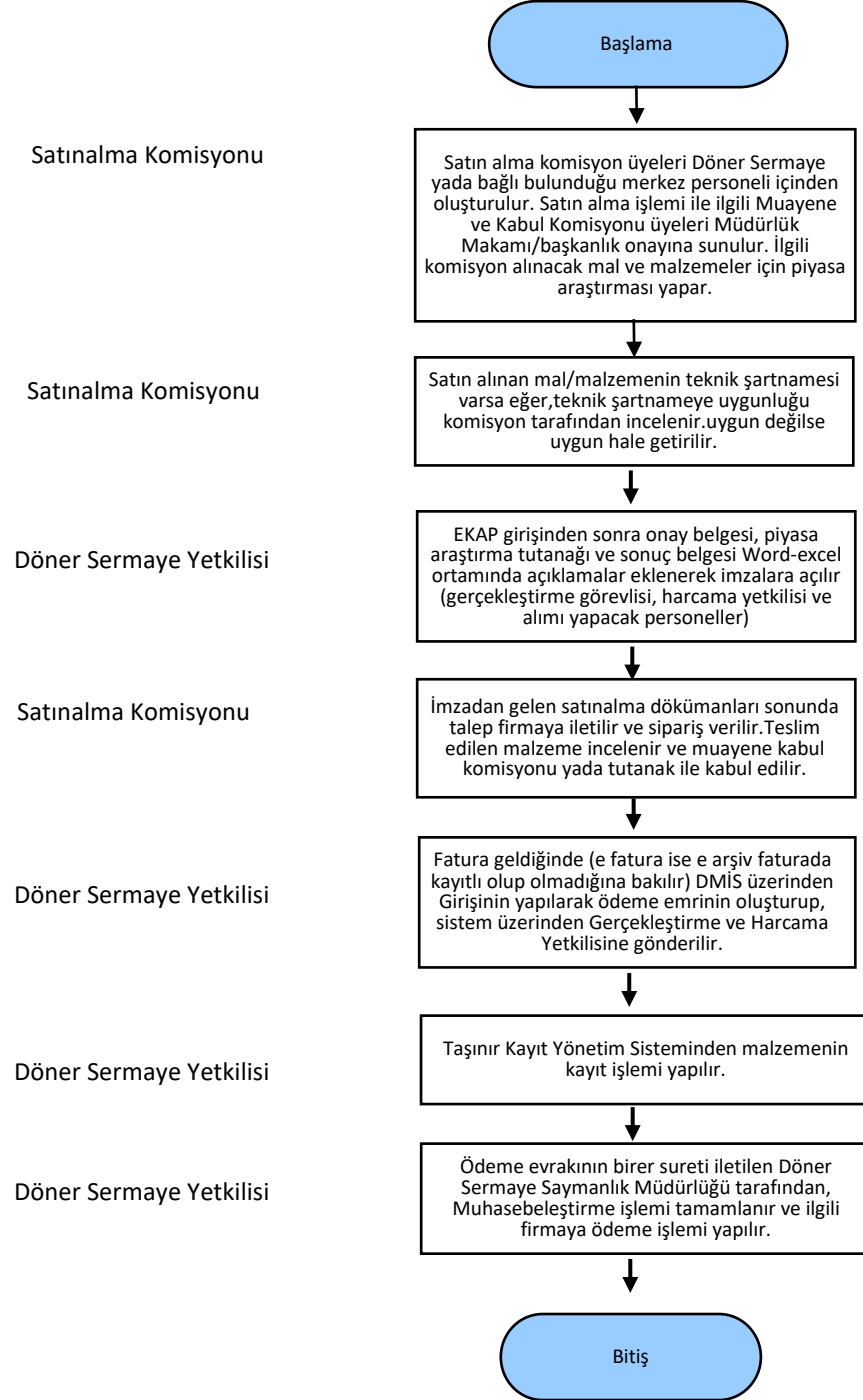 Başlama
Satınalma Komisyonu
Satın alma komisyon üyeleri Döner Sermaye
yada bağlı bulunduğu merkez personeli içinden
oluşturulur. Satın alma işlemi ile ilgili Muayene
ve Kabul Komisyonu üyeleri Müdürlük
Makamı/başkanlık onayına sunulur. İlgili
komisyon alınacak mal ve malzemeler için piyasa
araştırması yapar.
Satınalma Komisyonu
Satın alınan mal/malzemenin teknik şartnamesi
varsa eğer,teknik şartnameye uygunluğu
komisyon tarafından incelenir.uygun değilse
uygun hale getirilir.
Döner Sermaye Yetkilisi
EKAP girişinden sonra onay belgesi, piyasa
araştırma tutanağı ve sonuç belgesi Word-excel
ortamında açıklamalar eklenerek imzalara açılır
(gerçekleştirme görevlisi, harcama yetkilisi ve
alımı yapacak personeller)
Satınalma Komisyonu
İmzadan gelen satınalma dökümanları sonunda
talep firmaya iletilir ve sipariş verilir.Teslim
edilen malzeme incelenir ve muayene kabul
komisyonu yada tutanak ile kabul edilir.
Döner Sermaye Yetkilisi
Fatura geldiğinde (e fatura ise e arşiv faturada
kayıtlı olup olmadığına bakılır) DMİS üzerinden
Girişinin yapılarak ödeme emrinin oluşturup,
sistem üzerinden Gerçekleştirme ve Harcama
Yetkilisine gönderilir.
Döner Sermaye Yetkilisi
Taşınır Kayıt Yönetim Sisteminden malzemenin
kayıt işlemi yapılır.
Döner Sermaye Yetkilisi
Ödeme evrakının birer sureti iletilen Döner
Sermaye Saymanlık Müdürlüğü tarafından,
Muhasebeleştirme işlemi tamamlanır ve ilgili
firmaya ödeme işlemi yapılır.
Bitiş